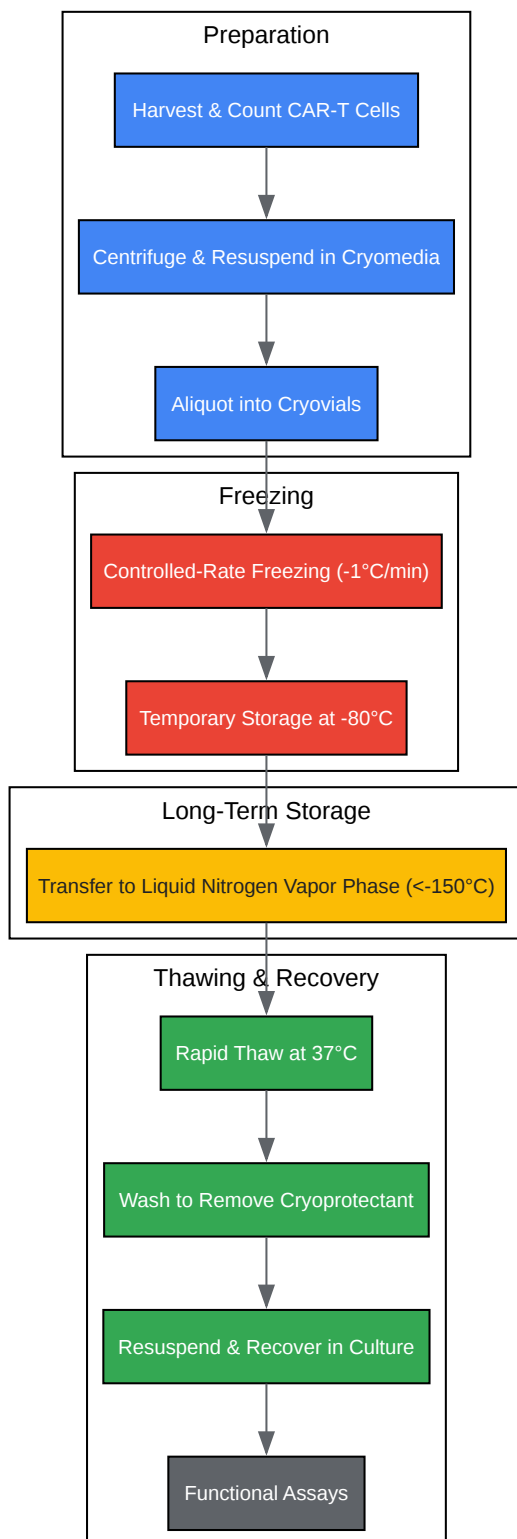 Preparation
Harvest & Count CAR-T Cells
Centrifuge & Resuspend in Cryomedia
Aliquot into Cryovials
Freezing
Controlled-Rate Freezing (-1°C/min)
Temporary Storage at -80°C
Long-Term Storage
Transfer to Liquid Nitrogen Vapor Phase (<-150°C)
Thawing & Recovery
Rapid Thaw at 37°C
Wash to Remove Cryoprotectant
Resuspend & Recover in Culture
Functional Assays